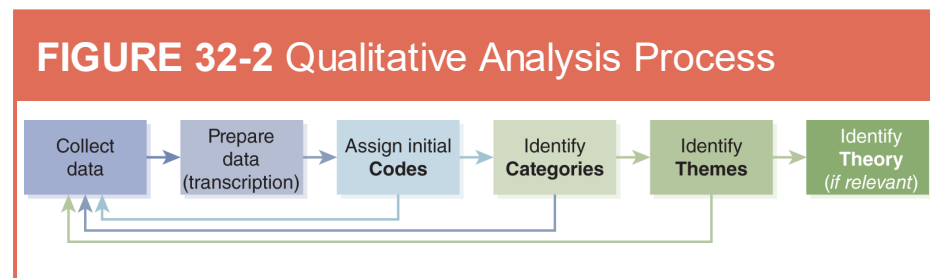 FIGURE 32-2 Qualitative Analysis Process
Collect
data
Prepare
data
(transcription)
Assign initial
Codes
Identify
Categories
Identify
Themes
Identify
Theory
(if relevant)